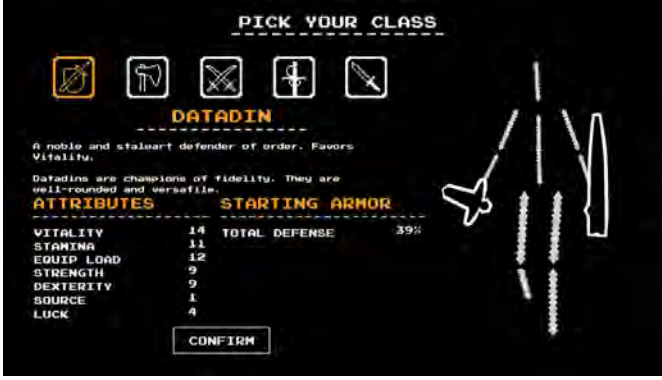 PICK YOUR CLASS
DATADIN
A noble and stalwart defender of order. Favors
Vitality.
Datadins are champions of fidelity. They are
well-rounded and versatile.
ATTRIBUTES
VITALITY 14
STAMINA 11
EQUIP LOAD 12
STRENGTH 9
DEXTERITY 9
SOURCE 1
LUCK 4
STARTING ARMOR
TOTAL DEFENSE 39%
CONFIRM